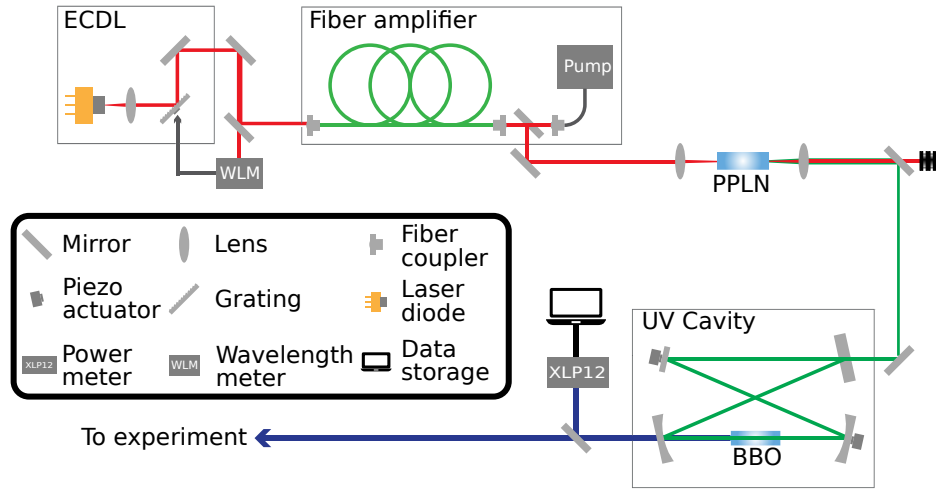 ECDL
Fiber amplifier
Pump
WLM
PPLN
Mirror
Lens
Fiber
coupler
Piezo
actuator
Grating
Laser
diode
XLP12
Power
meter
WLM
Wavelength
meter
Data
storage
XLP12
UV Cavity
To experiment
BBO